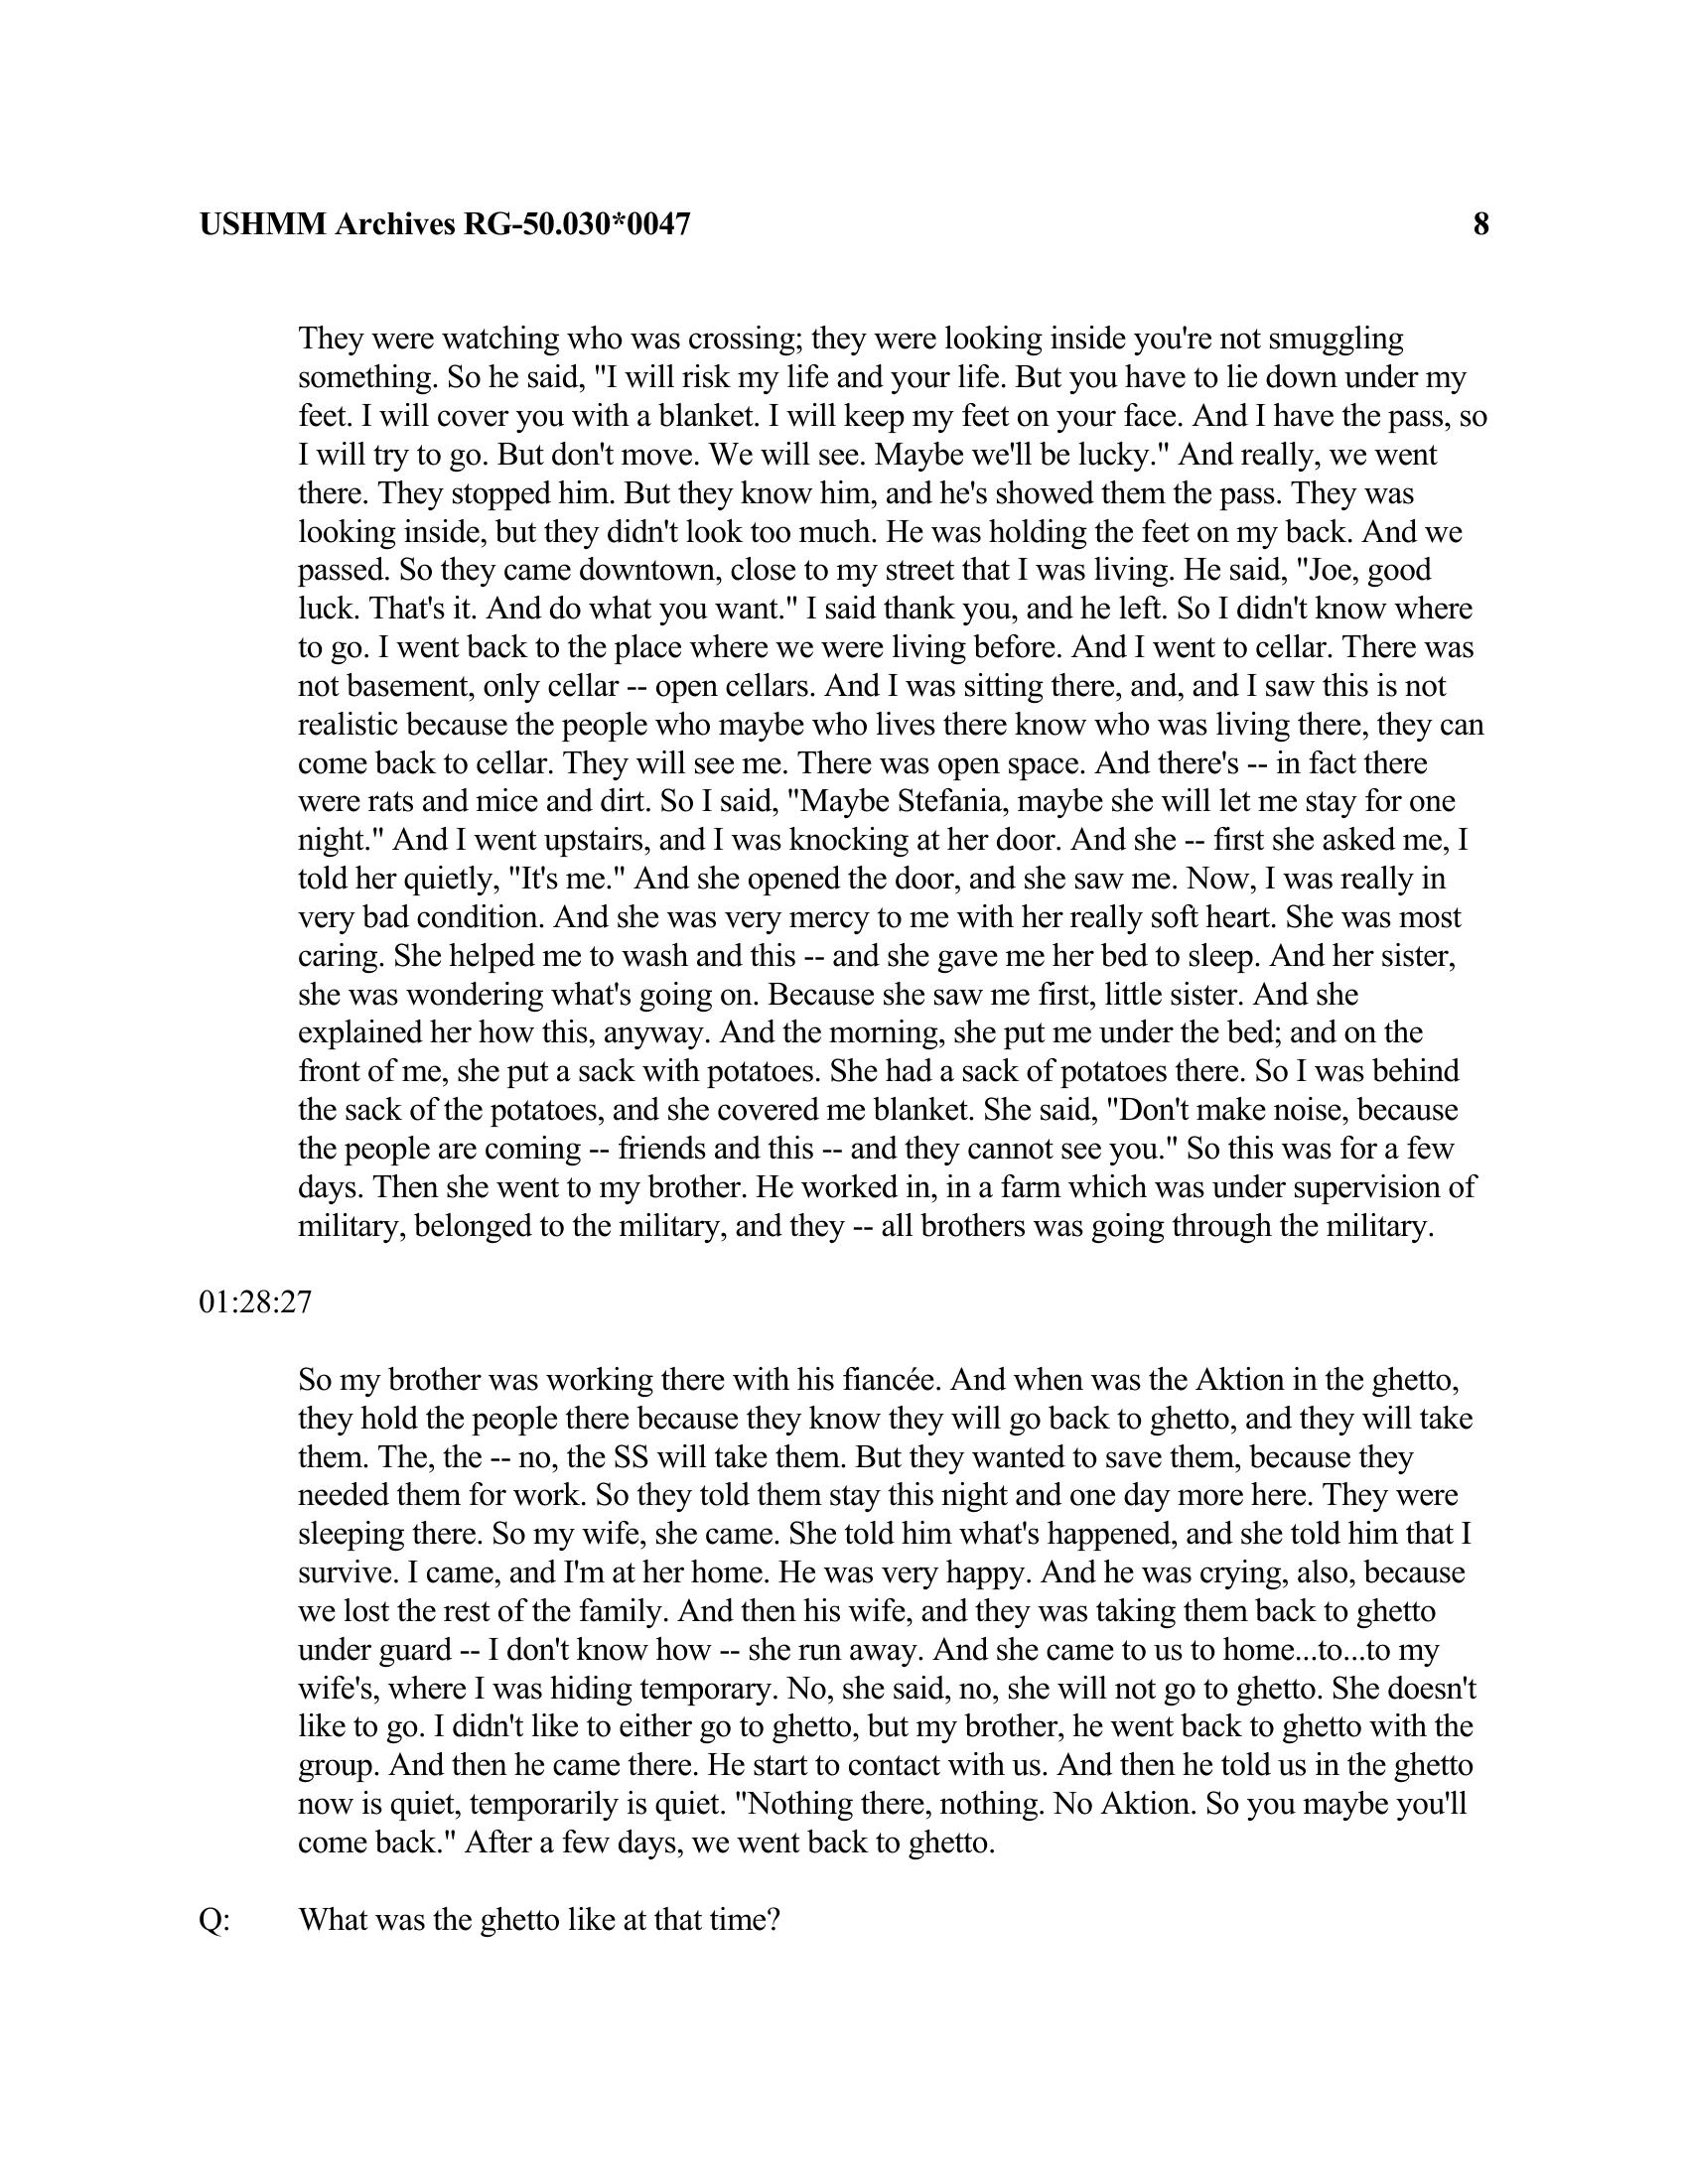 USHMM Archives RG-50.030*0047 8
They were watching who was crossing; they were looking inside you're not smuggling
something. So he said, "I will risk my life and your life. But you have to lie down under my
feet. I will cover you with a blanket. I will keep my feet on your face. And I have the pass, so
I will try to go. But don't move. We will see. Maybe we'll be lucky." And really, we went
there. They stopped him. But they know him, and he's showed them the pass. They was
looking inside, but they didn't look too much. He was holding the feet on my back. And we
passed. So they came downtown, close to my street that I was living. He said, "Joe, good
luck. That's it. And do what you want." I said thank you, and he left. So I didn't know where
to go. I went back to the place where we were living before. And I went to cellar. There was
not basement, only cellar -- open cellars. And I was sitting there, and, and I saw this is not
realistic because the people who maybe who lives there know who was living there, they can
come back to cellar. They will see me. There was open space. And there's -- in fact there
were rats and mice and dirt. So I said, "Maybe Stefania, maybe she will let me stay for one
night." And I went upstairs, and I was knocking at her door. And she -- first she asked me, I
told her quietly, "It's me." And she opened the door, and she saw me. Now, I was really in
very bad condition. And she was very mercy to me with her really soft heart. She was most
caring. She helped me to wash and this -- and she gave me her bed to sleep. And her sister,
she was wondering what's going on. Because she saw me first, little sister. And she
explained her how this, anyway. And the morning, she put me under the bed; and on the
front of me, she put a sack with potatoes. She had a sack of potatoes there. So I was behind
the sack of the potatoes, and she covered me blanket. She said, "Don't make noise, because
the people are coming -- friends and this -- and they cannot see you." So this was for a few
days. Then she went to my brother. He worked in, in a farm which was under supervision of
military, belonged to the military, and they -- all brothers was going through the military.
01:28:27
So my brother was working there with his fiancée. And when was the Aktion in the ghetto,
they hold the people there because they know they will go back to ghetto, and they will take
them. The, the -- no, the SS will take them. But they wanted to save them, because they
needed them for work. So they told them stay this night and one day more here. They were
sleeping there. So my wife, she came. She told him what's happened, and she told him that I
survive. I came, and I'm at her home. He was very happy. And he was crying, also, because
we lost the rest of the family. And then his wife, and they was taking them back to ghetto
under guard -- I don't know how -- she run away. And she came to us to home...to...to my
wife's, where I was hiding temporary. No, she said, no, she will not go to ghetto. She doesn't
like to go. I didn't like to either go to ghetto, but my brother, he went back to ghetto with the
group. And then he came there. He start to contact with us. And then he told us in the ghetto
now is quiet, temporarily is quiet. "Nothing there, nothing. No Aktion. So you maybe you'll
come back." After a few days, we went back to ghetto.
Q: What was the ghetto like at that time?